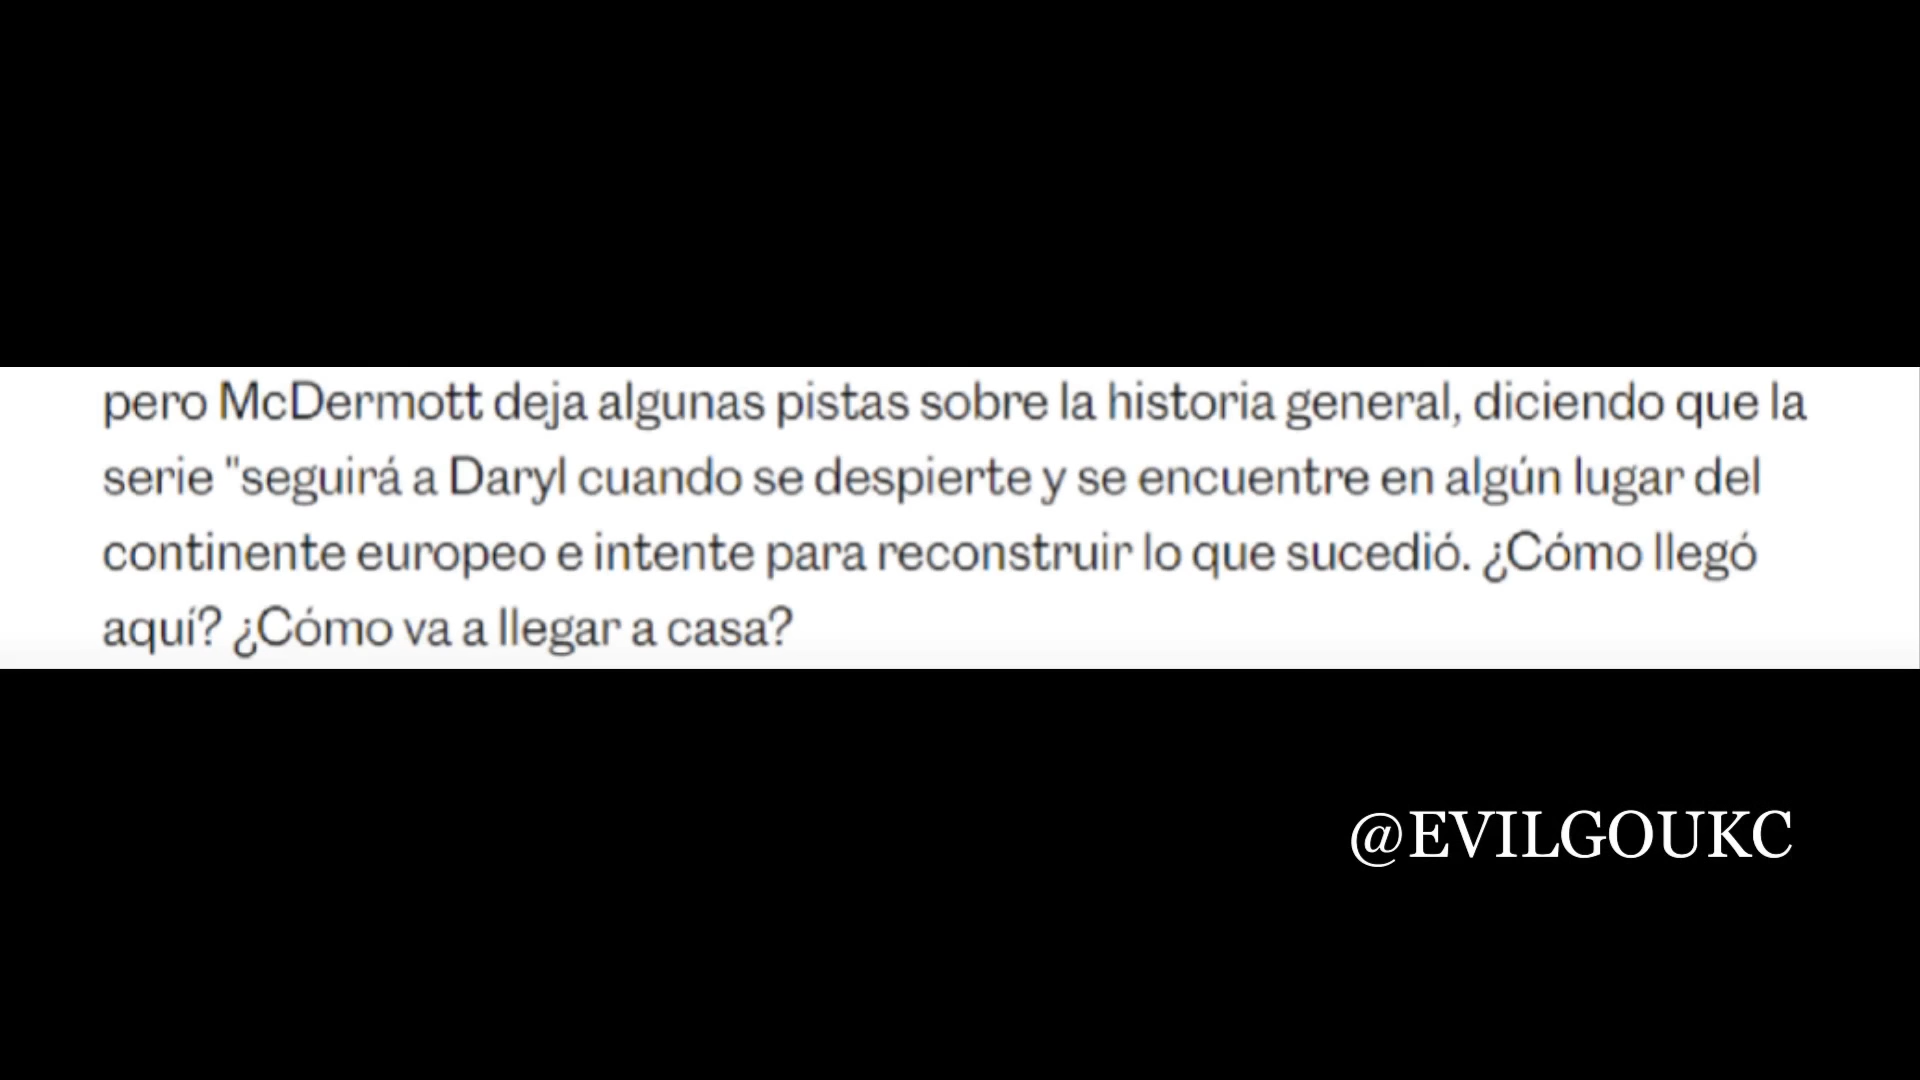 pero McDermott deja algunas pistas sobre la historia general, diciendo que la
serie "seguirá a Daryl cuando se despierte y se encuentre en algún lugar del
continente europeo e intente para reconstruir lo que sucedió. ¿Cómo llegó
aquí? ¿Cómo va a llegar a casa?
@EVILGOUKC